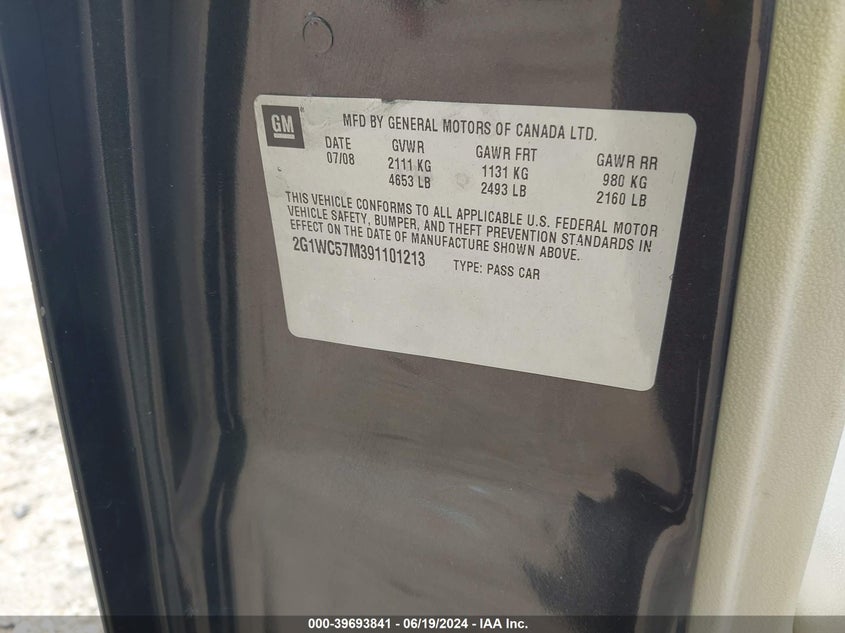 GM
MFD BY GENERAL MOTORS OF CANADA LTD.
DATE GVWR GAWR FRT GAWR RR
07/08 2111 KG 1131 KG 980 KG
4653 LB 2493 LB 2160 LB
THIS VEHICLE CONFORMS TO ALL APPLICABLE U.S. FEDERAL MOTOR
VEHICLE SAFETY, BUMPER, AND THEFT PREVENTION STANDARDS IN
EFFECT ON THE DATE OF MANUFACTURE SHOWN ABOVE.
2G1WC57M391101213 TYPE: PASS CAR
000-39693841 / 06/19/2024 - IAA Inc.